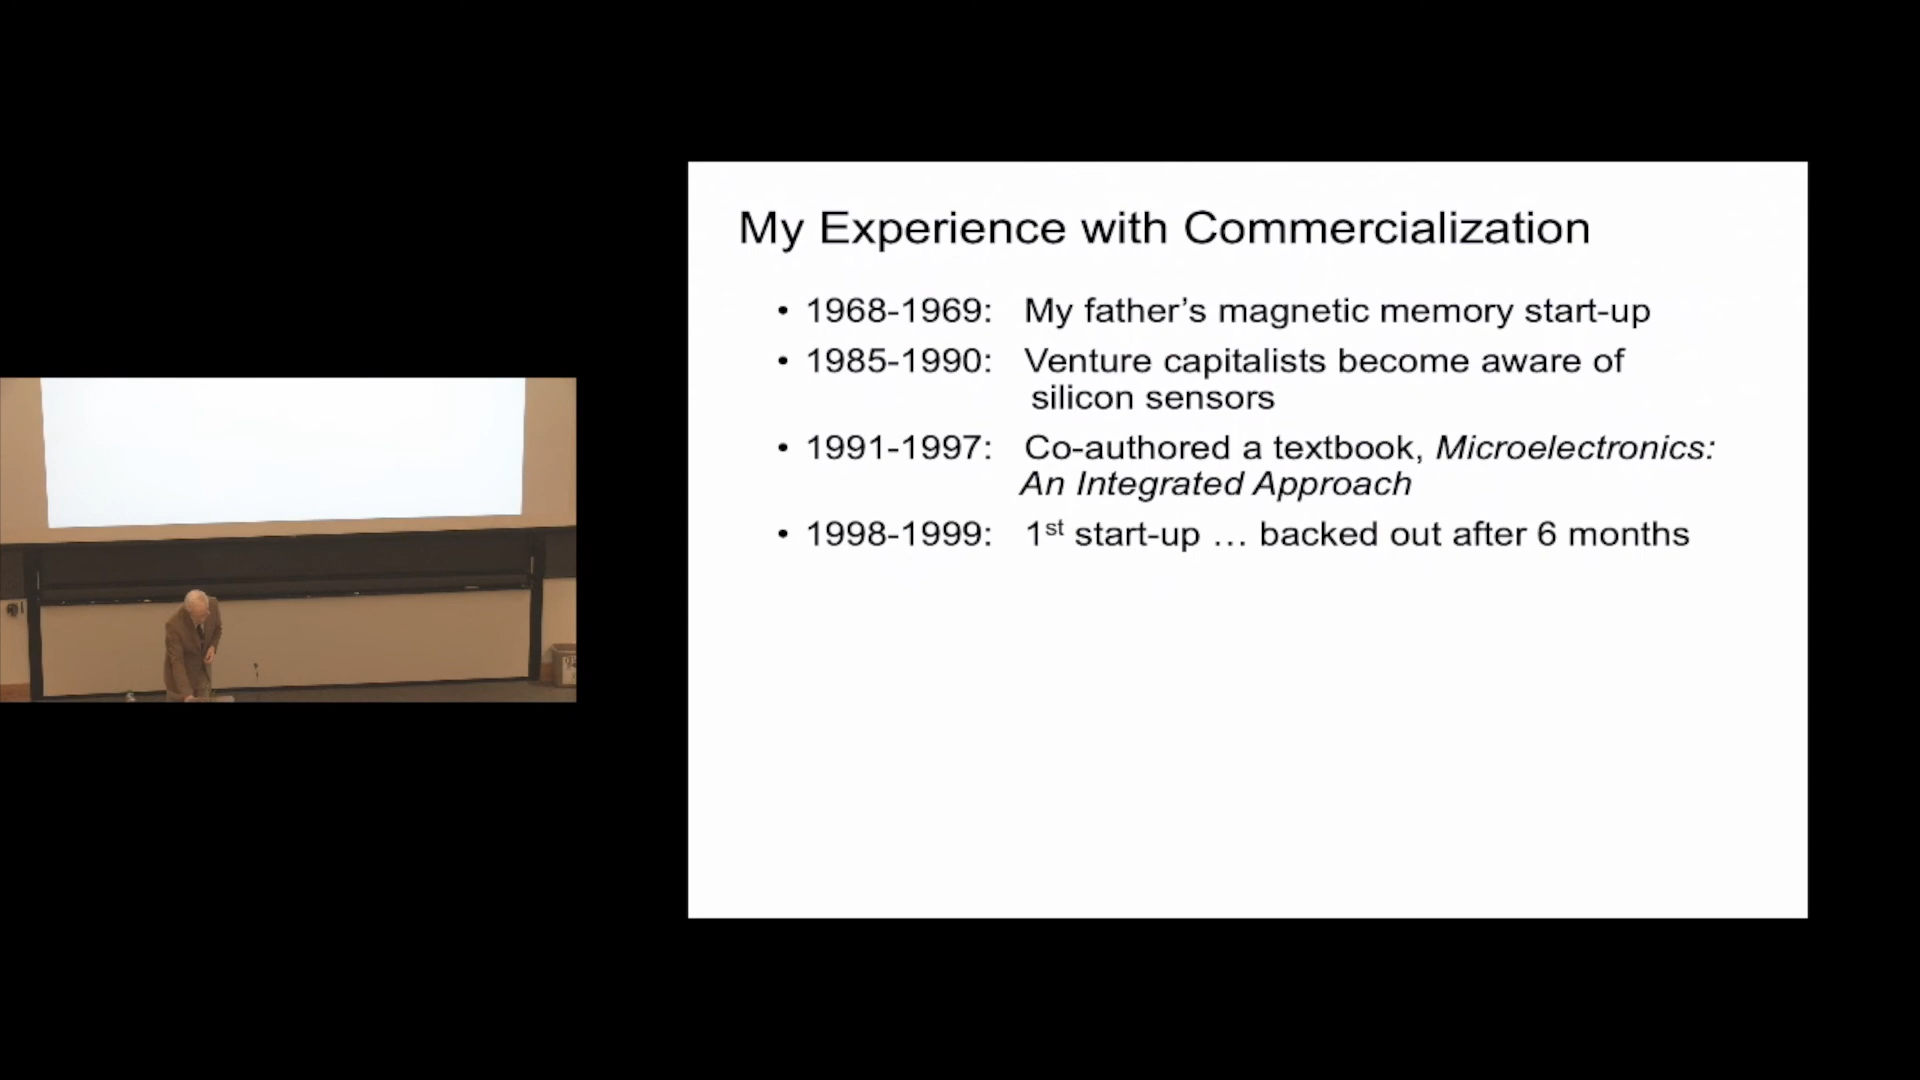 My Experience with Commercialization
• 1968-1969: My father’s magnetic memory start-up
• 1985-1990: Venture capitalists become aware of
silicon sensors
• 1991-1997: Co-authored a textbook, Microelectronics:
An Integrated Approach
• 1998-1999: 1st start-up … backed out after 6 months